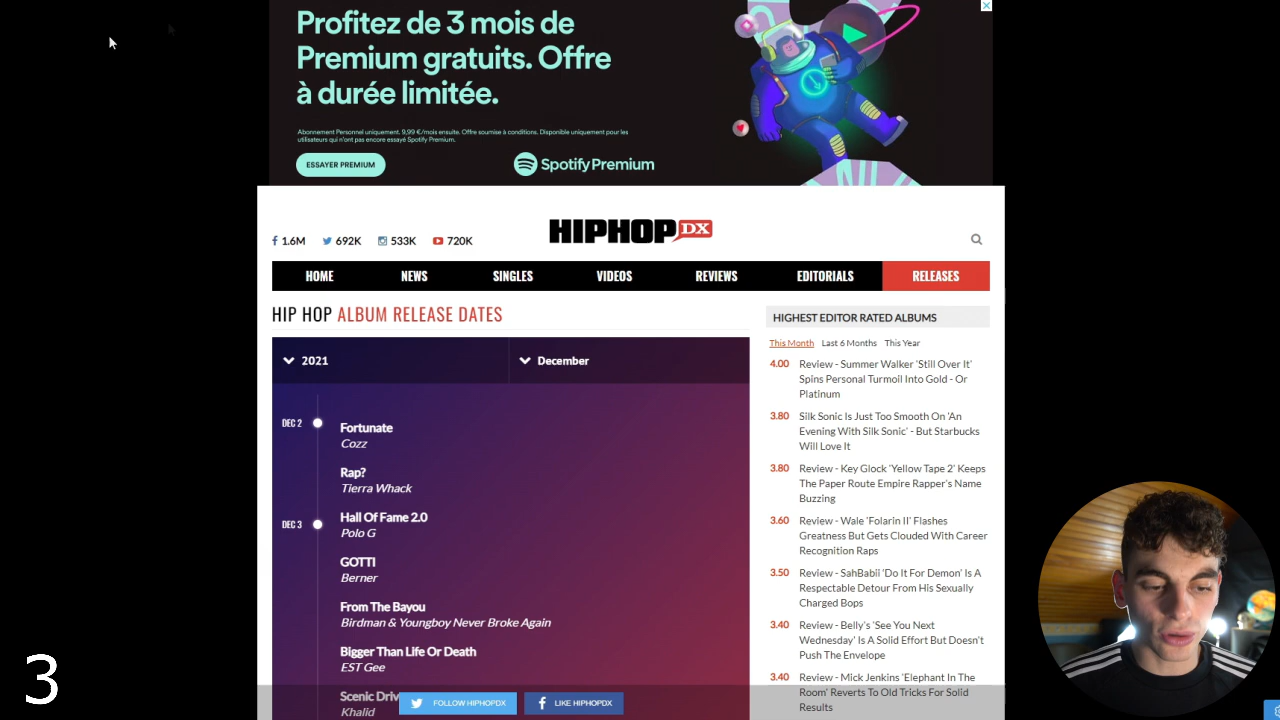 Profitez de 3 mois de
Premium gratuits. Offre
à durée limitée.
Abonnement Personnel uniquement. 9,99 €/mois ensuite. Offre soumise à conditions. Disponible uniquement pour les
utilisateurs qui n'ont pas encore essayé Spotify Premium.
ESSAYER PREMIUM
Spotify Premium
1.6M
692K
533K
720K
HIPHOP DX
HOME
NEWS
SINGLES
VIDEOS
REVIEWS
EDITORIALS
RELEASES
HIP HOP ALBUM RELEASE DATES
2021
December
DEC 2
Fortunate
Cozz
Rap?
Tierra Whack
DEC 3
Hall Of Fame 2.0
Polo G
GOTTI
Berner
From The Bayou
Birdman & Youngboy Never Broke Again
Bigger Than Life Or Death
EST Gee
Scenic Driv
Khalid
FOLLOW HIPHOPDX
LIKE HIPHOPDX
HIGHEST EDITOR RATED ALBUMS
This Month
Last 6 Months
This Year
4.00 Review - Summer Walker 'Still Over It'
Spins Personal Turmoil Into Gold - Or
Platinum
3.80 Silk Sonic Is Just Too Smooth On 'An
Evening With Silk Sonic' - But Starbucks
Will Love It
3.80 Review - Key Glock 'Yellow Tape 2' Keeps
The Paper Route Empire Rapper's Name
Buzzing
3.60 Review - Wale 'Folarin II' Flashes
Greatness But Gets Clouded With Career
Recognition Raps
3.50 Review - SahBabii 'Do It For Demon' Is A
Respectable Detour From His Sexually
Charged Bops
3.40 Review - Belly's 'See You Next
Wednesday' Is A Solid Effort But Doesn't
Push The Envelope
3.40 Review - Mick Jenkins 'Elephant In The
Room' Reverts To Old Tricks For Solid
Results
3